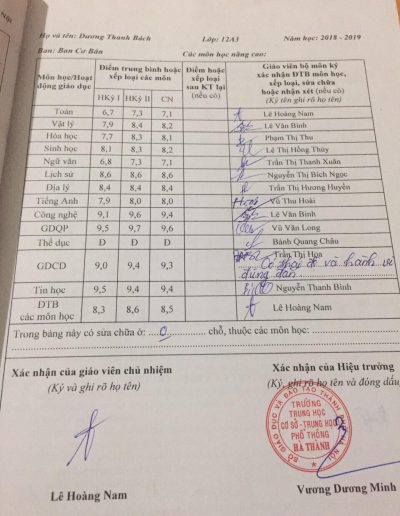 NỘI
Họ và tên: Dương Thanh Bách Lớp: 12A3 Năm học: 2018 - 2019
Ban: Ban Cơ Bản Các môn học nâng cao:
Môn học/Hoạt động giáo dục Điểm trung bình hoặc xếp loại các môn Điểm hoặc xếp loại sau KT lại (nếu có) Giáo viên bộ môn ký xác nhận ĐTB môn học, xếp loại, sửa chữa hoặc nhận xét (nếu có) (Ký tên ghi rõ họ tên)
HKỳ I HKỳ II CN
Toán 6,7 7,3 7,1 Lê Hoàng Nam
Vật lý 7,9 8,4 8,2 Lê Văn Bình
Hóa học 7,7 8,3 8,1 Phạm Thị Thu
Sinh học 8,1 8,3 8,2 Lê Thị Hồng Thúy
Ngữ văn 6,8 7,3 7,1 Trần Thị Thanh Xuân
Lịch sử 8,6 8,6 8,6 Nguyễn Thị Bích Ngọc
Địa lý 8,4 8,4 8,4 Trần Thị Hương Huyền
Tiếng Anh 7,9 8,0 8,0 Vũ Thu Hoài
Công nghệ 9,1 9,6 9,4 Lê Văn Bình
GDQP 9,5 9,7 9,6 Vũ Văn Long
Thể dục Đ Đ Đ Bành Quang Châu
GDCD 9,0 9,4 9,3 Trần Thị Hoa
Có thái độ và hành vi
đúng đắn
Tin học 9,5 9,4 9,4 Nguyễn Thanh Bình
ĐTB các môn học 8,3 8,6 8,5 Lê Hoàng Nam
Trong bảng này có sửa chữa ở: ....0.... chỗ, thuộc các môn học:
Xác nhận của giáo viên chủ nhiệm Xác nhận của Hiệu trưởng
(Ký và ghi rõ họ tên) (Ký, ghi rõ họ tên và đóng dấu)
TRƯỜNG
TRUNG HỌC
CƠ SỞ - TRUNG HỌC
PHỔ THÔNG
HÀ THÀNH
Lê Hoàng Nam Vương Dương Minh